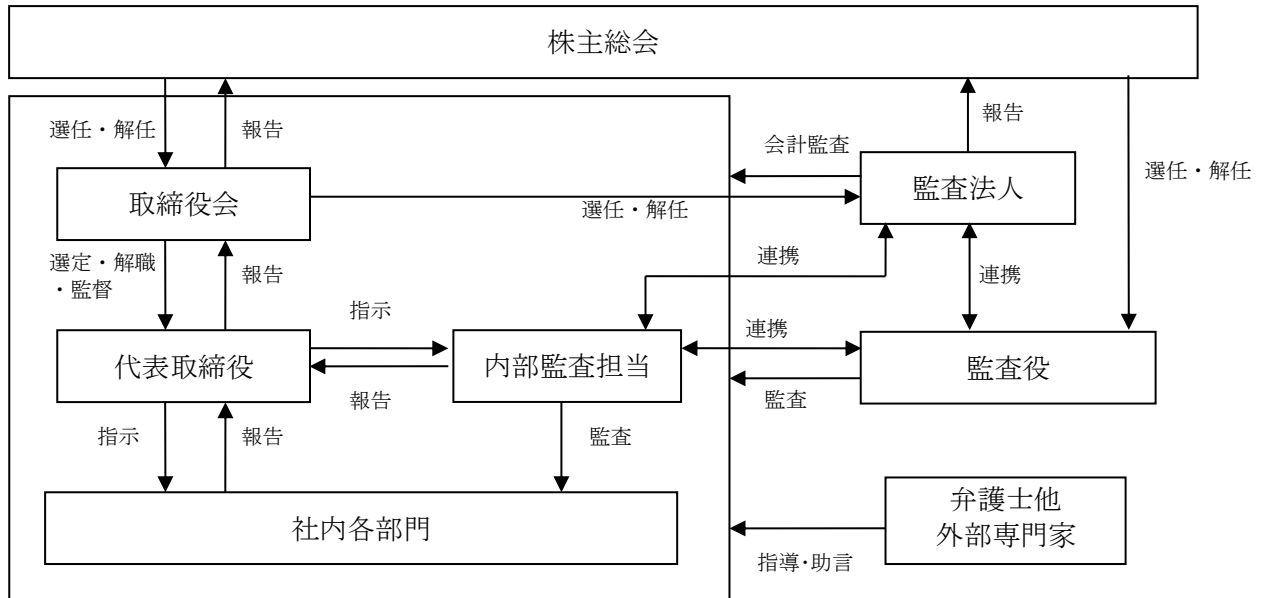 株主総会
選任・解任
報告
報告
会計監査
監査法人
選任・解任
取締役会
選任・解任
選定・解職
・監督
報告
連携
連携
指示
連携
代表取締役
内部監査担当
監査役
報告
監査
指示
報告
監査
社内各部門
弁護士他
外部専門家
指導・助言